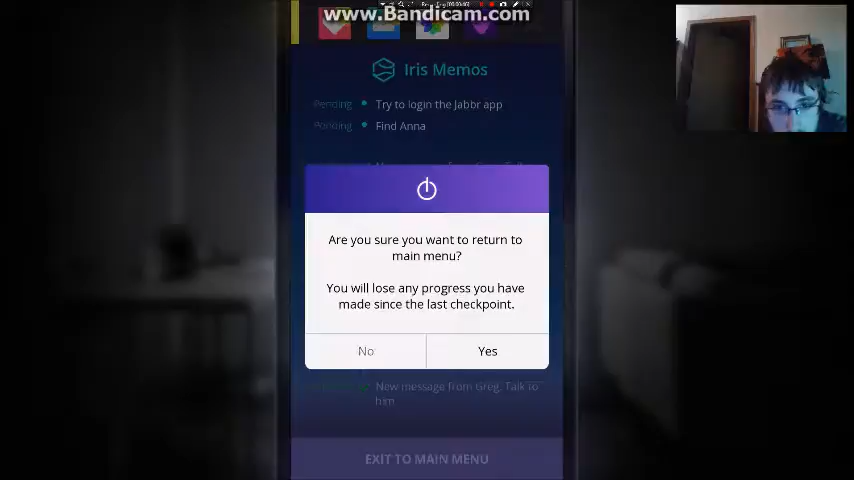 www.Bandicam.com
Iris Memos
Pending • Try to login the Jabbr app
Pending • Find Anna
Are you sure you want to return to
main menu?
You will lose any progress you have
made since the last checkpoint.
No
Yes
New message from Greg. Talk to
him.
EXIT TO MAIN MENU